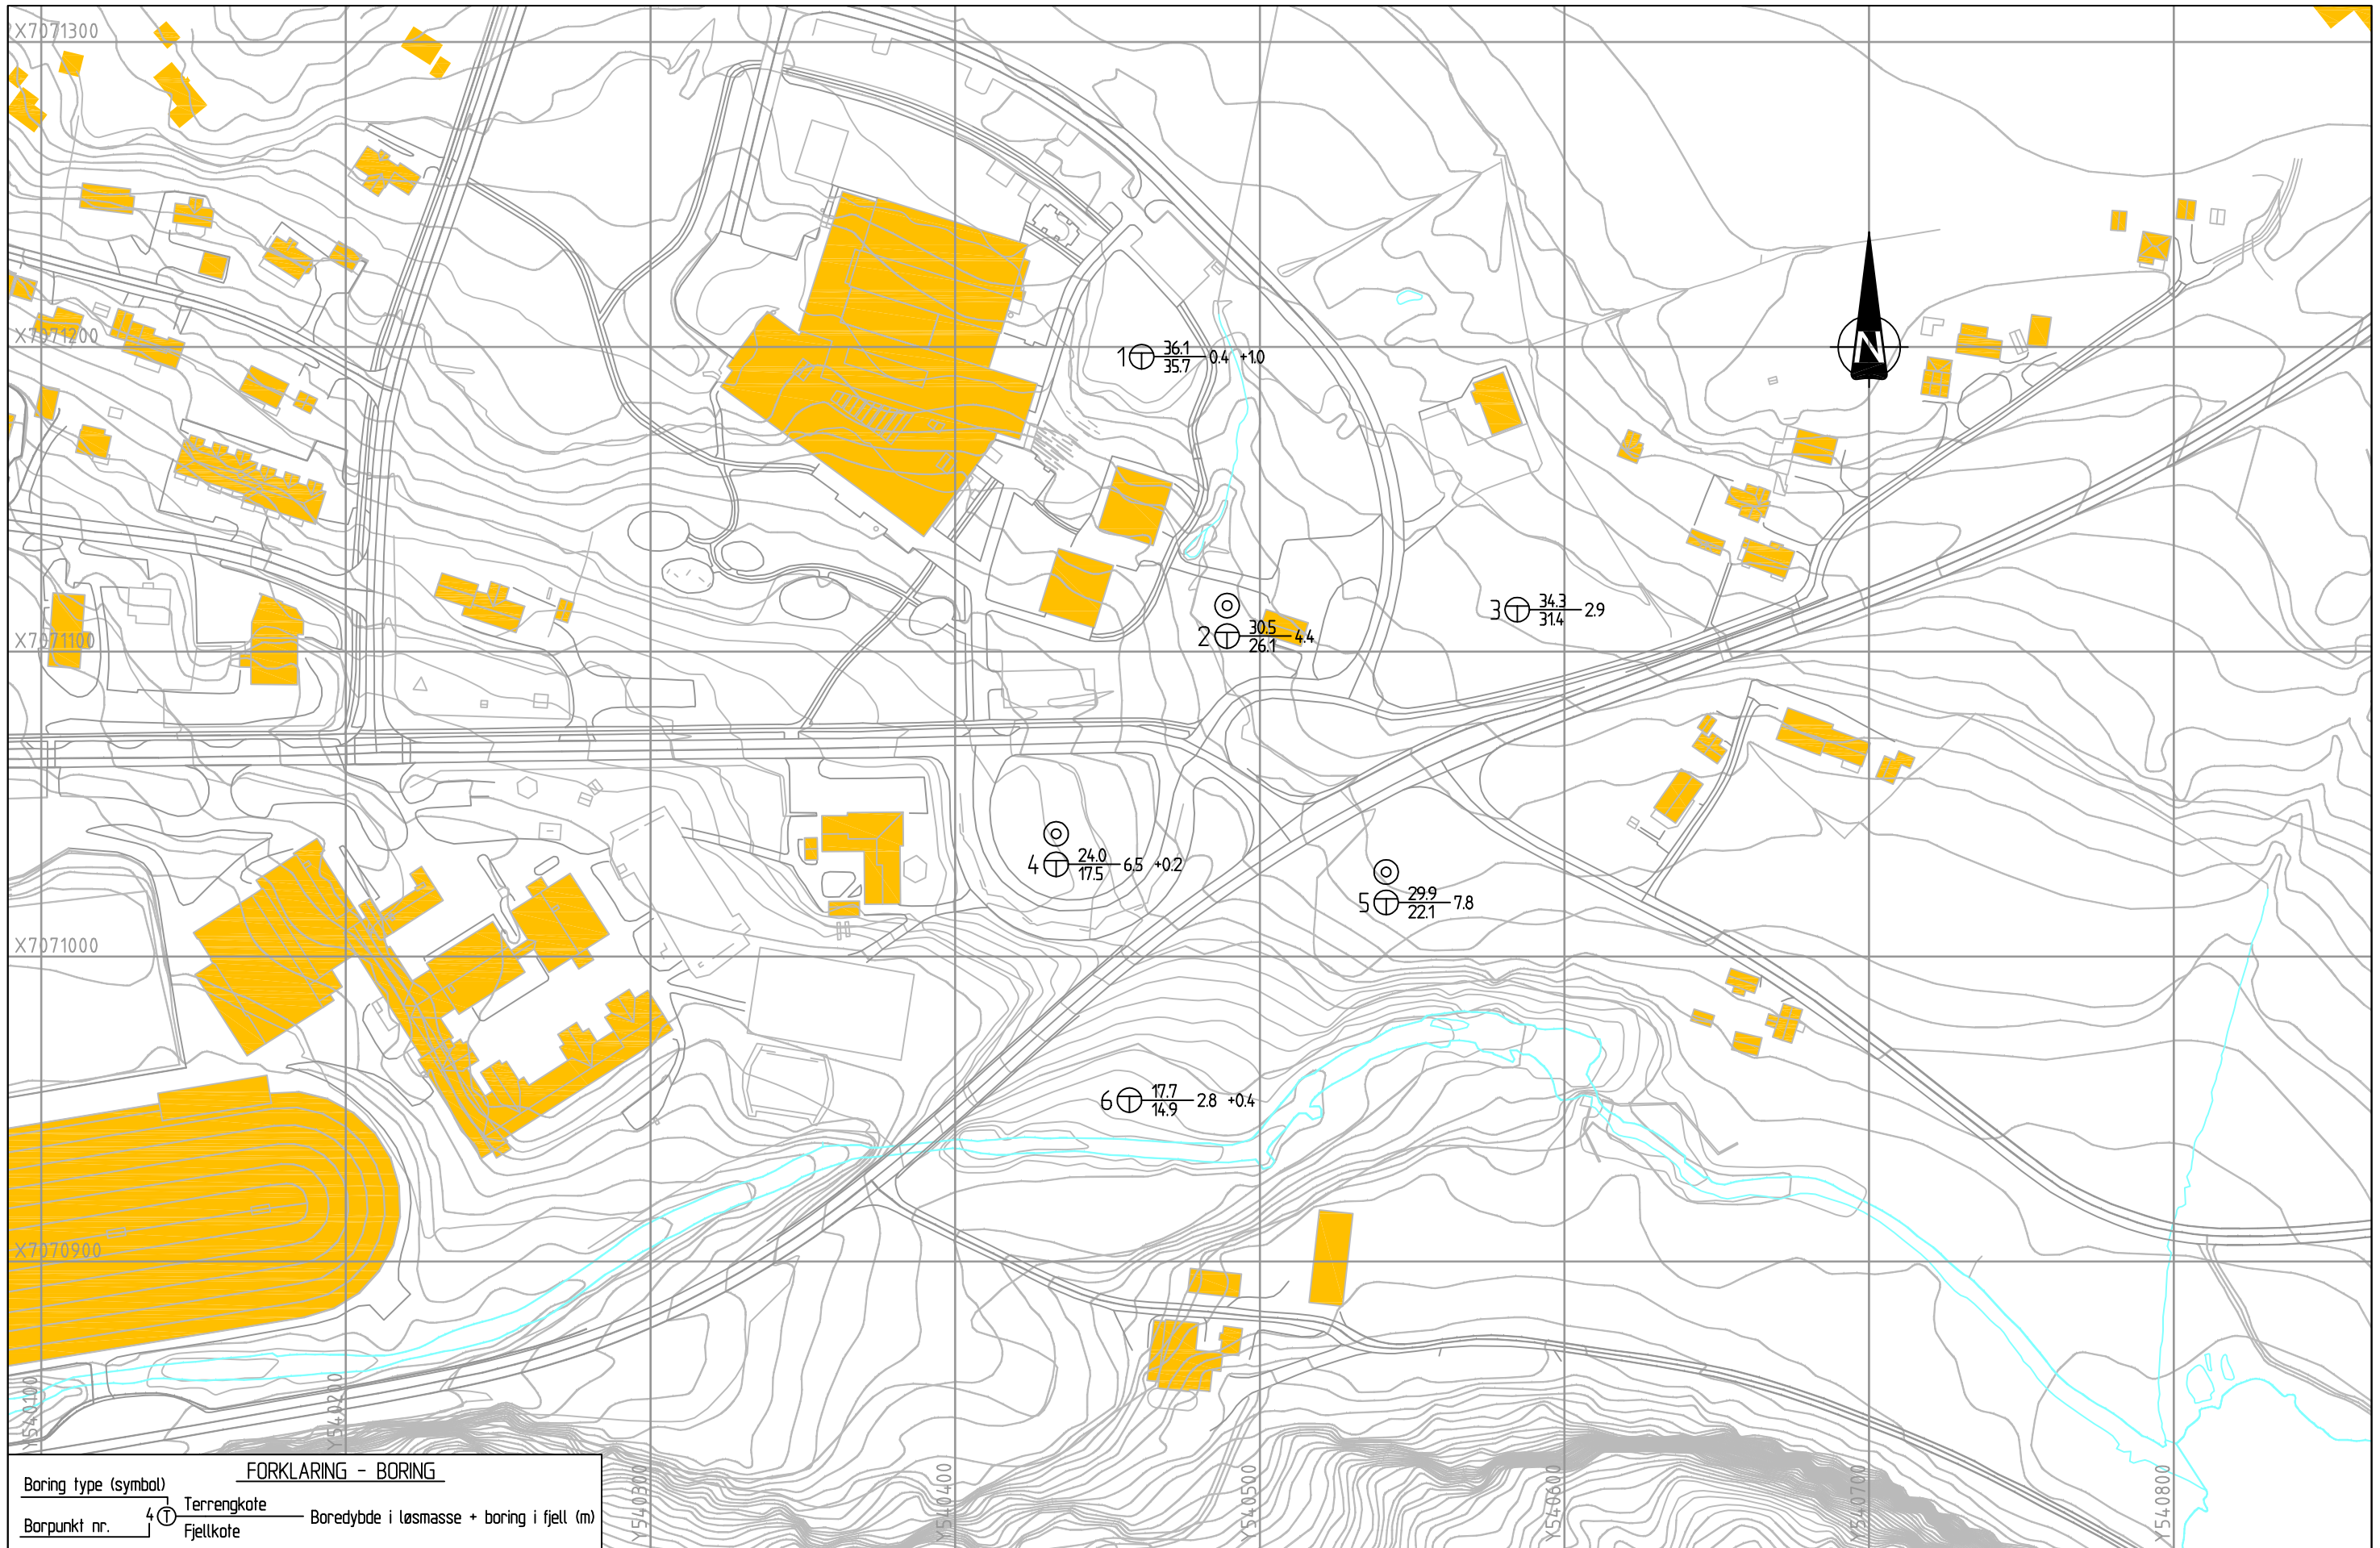 X7071300
X7071200
1 36.1 0.4 +1.0
35.7
N
3 34.3 2.9
31.4
2 30.5 4.4
26.1
X7071100
4 24.0 6.5 +0.2
17.5
5 29.9 7.8
22.1
X7071000
6 17.7 2.8 +0.4
14.9
X7070900
Y540100
Y540200
Y540300
Y540400
Y540500
Y540600
Y540700
Y540800
FORKLARING - BORING
Boring type (symbol)
4 T Terrengkote
Boredybde i løsmasse + boring i fjell (m)
Borpunkt nr.
Fjellkote